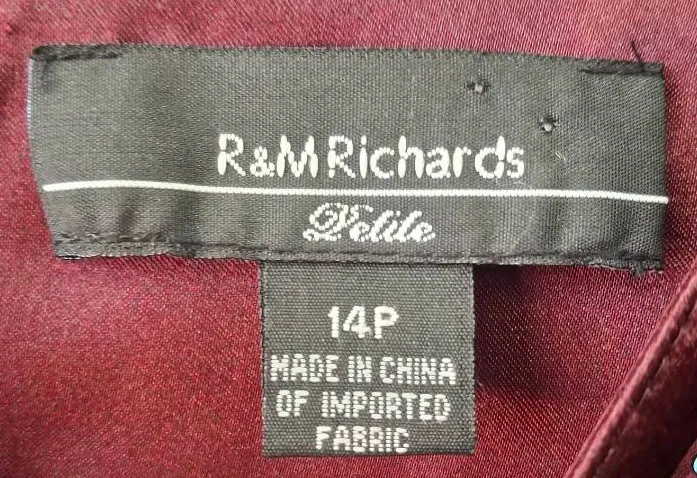 R&M Richards
Petite
14P
MADE IN CHINA
OF IMPORTED
FABRIC